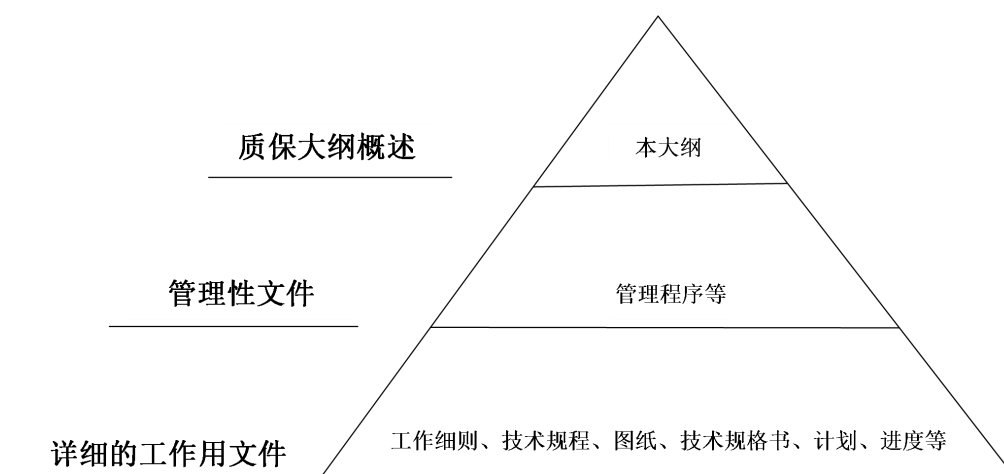 质保大纲概述
本大纲
管理性文件
管理程序等
详细的工作用文件
工作细则、技术规程、图纸、技术规格书、计划、进度等